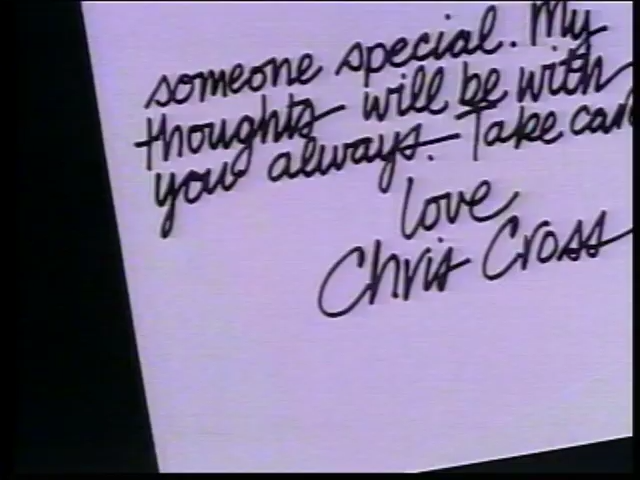 someone special. My
thoughts will be with
you always. Take car
love
Chris Cross